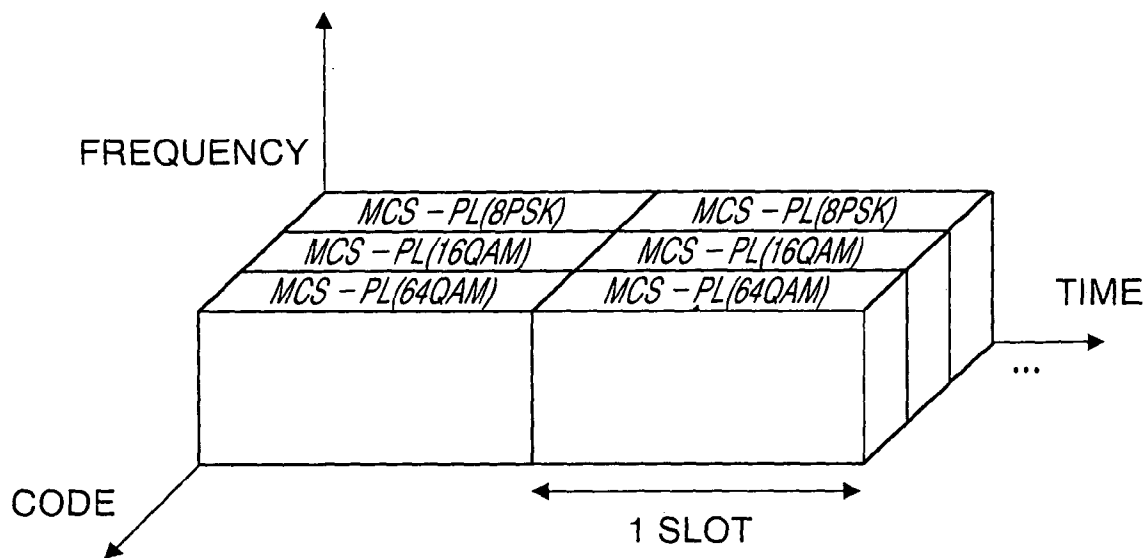 FREQUENCY
MCS – PL(8PSK) MCS – PL(8PSK)
MCS – PL(16QAM) MCS – PL(16QAM)
MCS – PL(64QAM) MCS – PL(64QAM)
TIME
...
CODE
1 SLOT